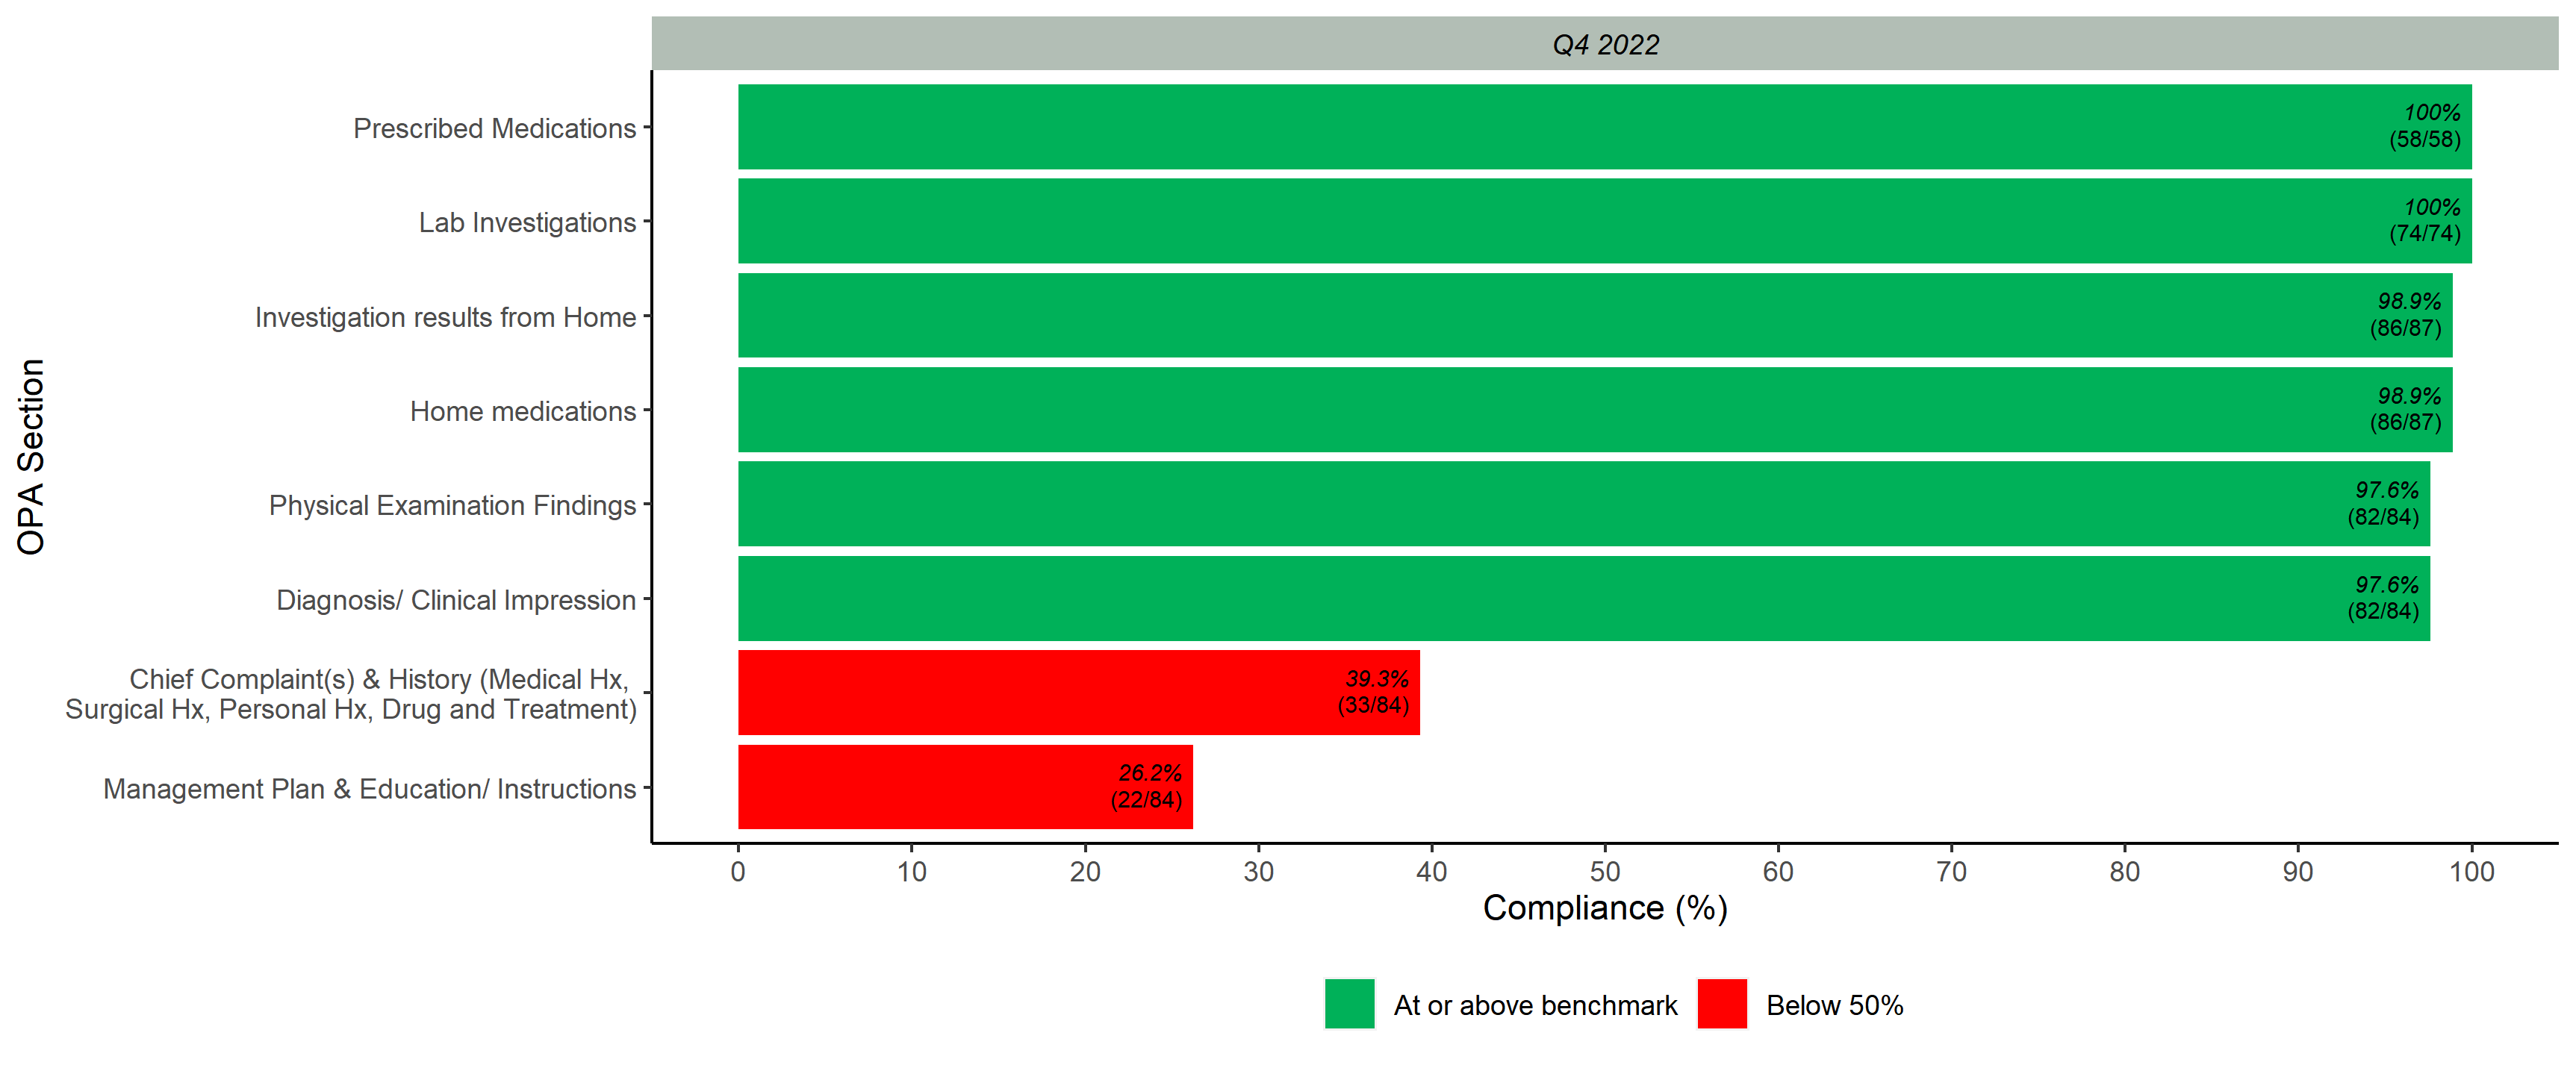 Q4 2022
OPA Section
Prescribed Medications
100%
(58/58)
Lab Investigations
100%
(74/74)
Investigation results from Home
98.9%
(86/87)
Home medications
98.9%
(86/87)
Physical Examination Findings
97.6%
(82/84)
Diagnosis/ Clinical Impression
97.6%
(82/84)
Chief Complaint(s) & History (Medical Hx,
Surgical Hx, Personal Hx, Drug and Treatment)
39.3%
(33/84)
Management Plan & Education/ Instructions
26.2%
(22/84)
0 10 20 30 40 50 60 70 80 90 100
Compliance (%)
At or above benchmark Below 50%